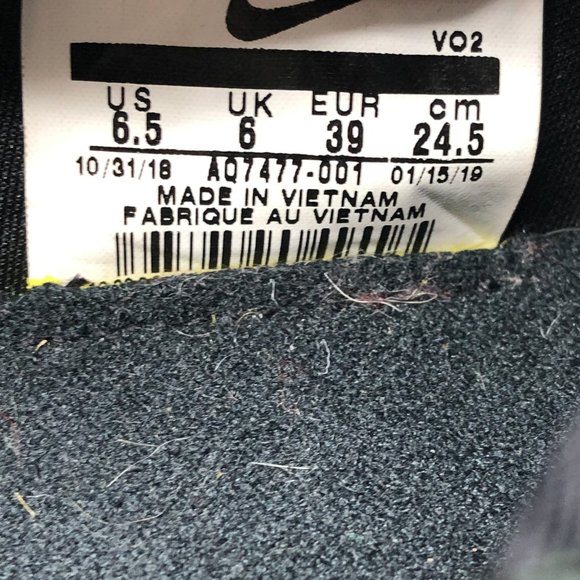 VO2
US UK EUR cm
6.5 6 39 24.5
10/31/18 AQ7477-001 01/15/19
MADE IN VIETNAM
FABRIQUE AU VIETNAM